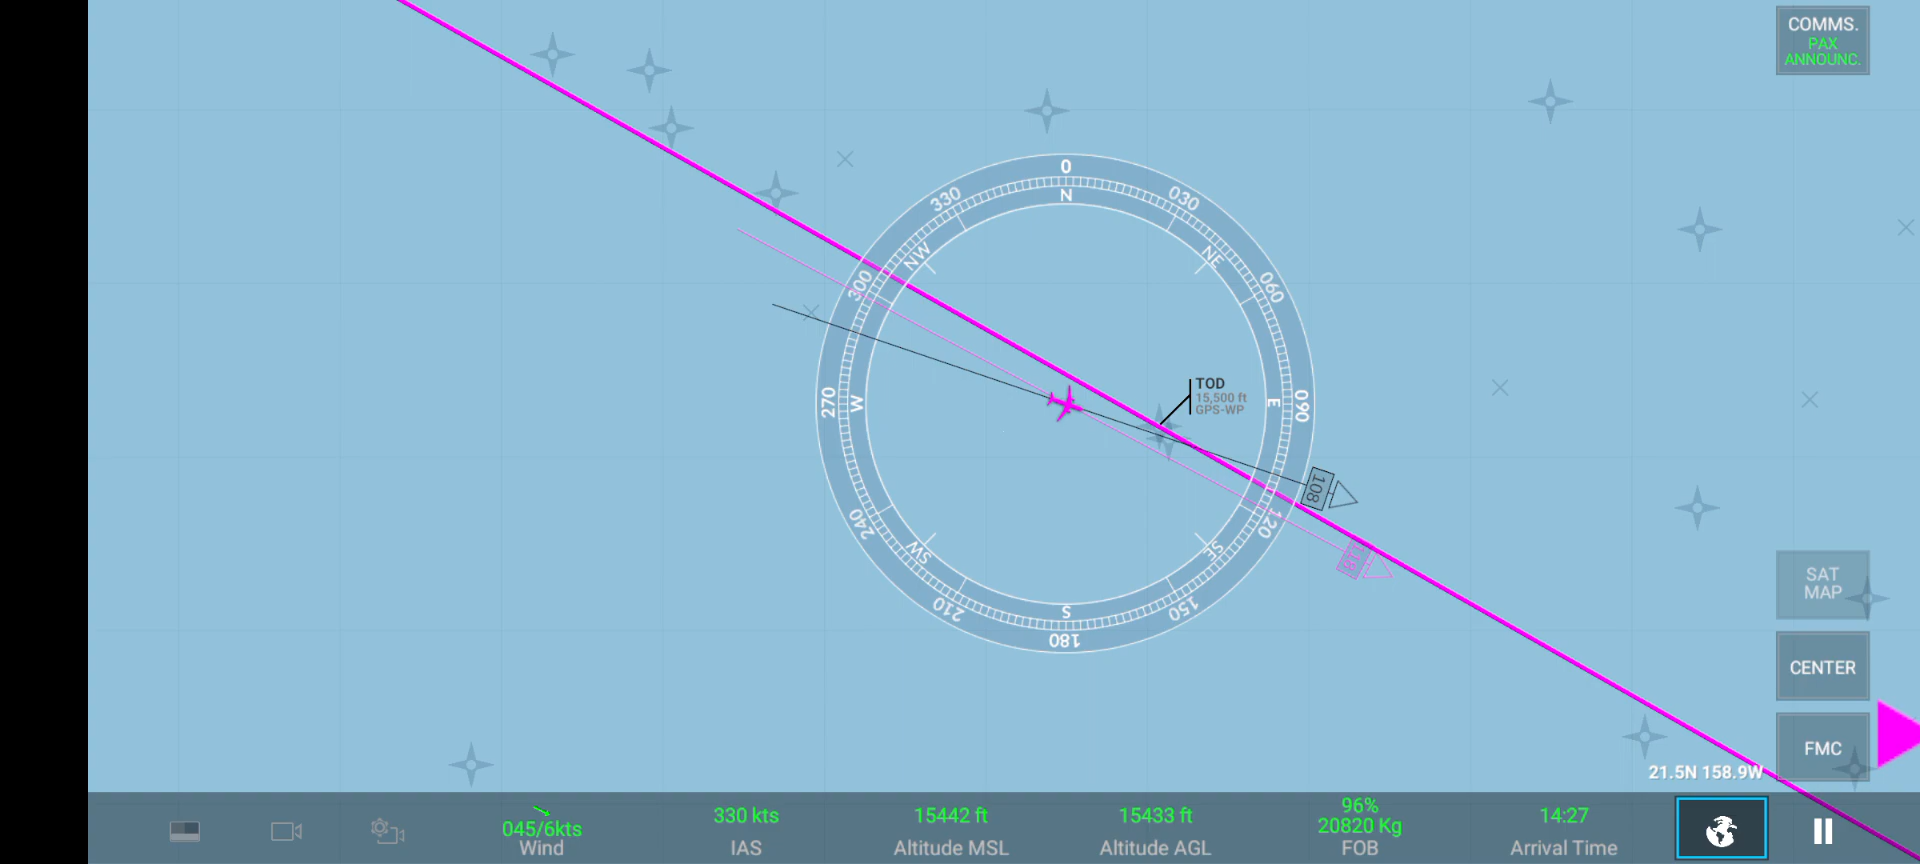 COMMS.
PAX
ANNOUNC.
0
N
330
030
NW
NE
300
060
TOD
15,500 ft
GPS-WP
270
W
E
090
108
118
240
120
SW
SE
210
150
S
180
SAT
MAP
CENTER
FMC
21.5N 158.9W
045/6kts
Wind
330 kts
IAS
15442 ft
Altitude MSL
15433 ft
Altitude AGL
96%
20820 Kg
FOB
14:27
Arrival Time